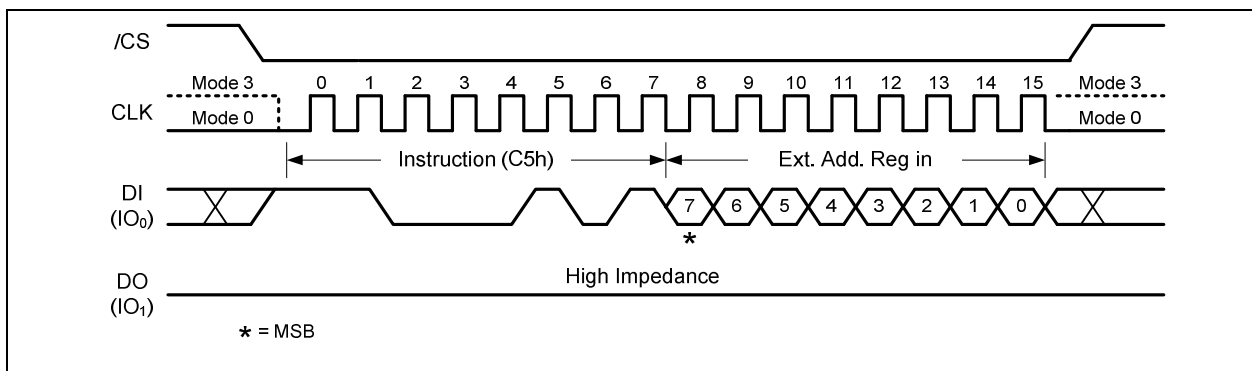 /CS
Mode 3 0 1 2 3 4 5 6 7 8 9 10 11 12 13 14 15 Mode 3
CLK Mode 0 Mode 0
Instruction (C5h) Ext. Add. Reg in
DI
(IO₀)
7 6 5 4 3 2 1 0
*
High Impedance
DO
(IO₁)
* = MSB